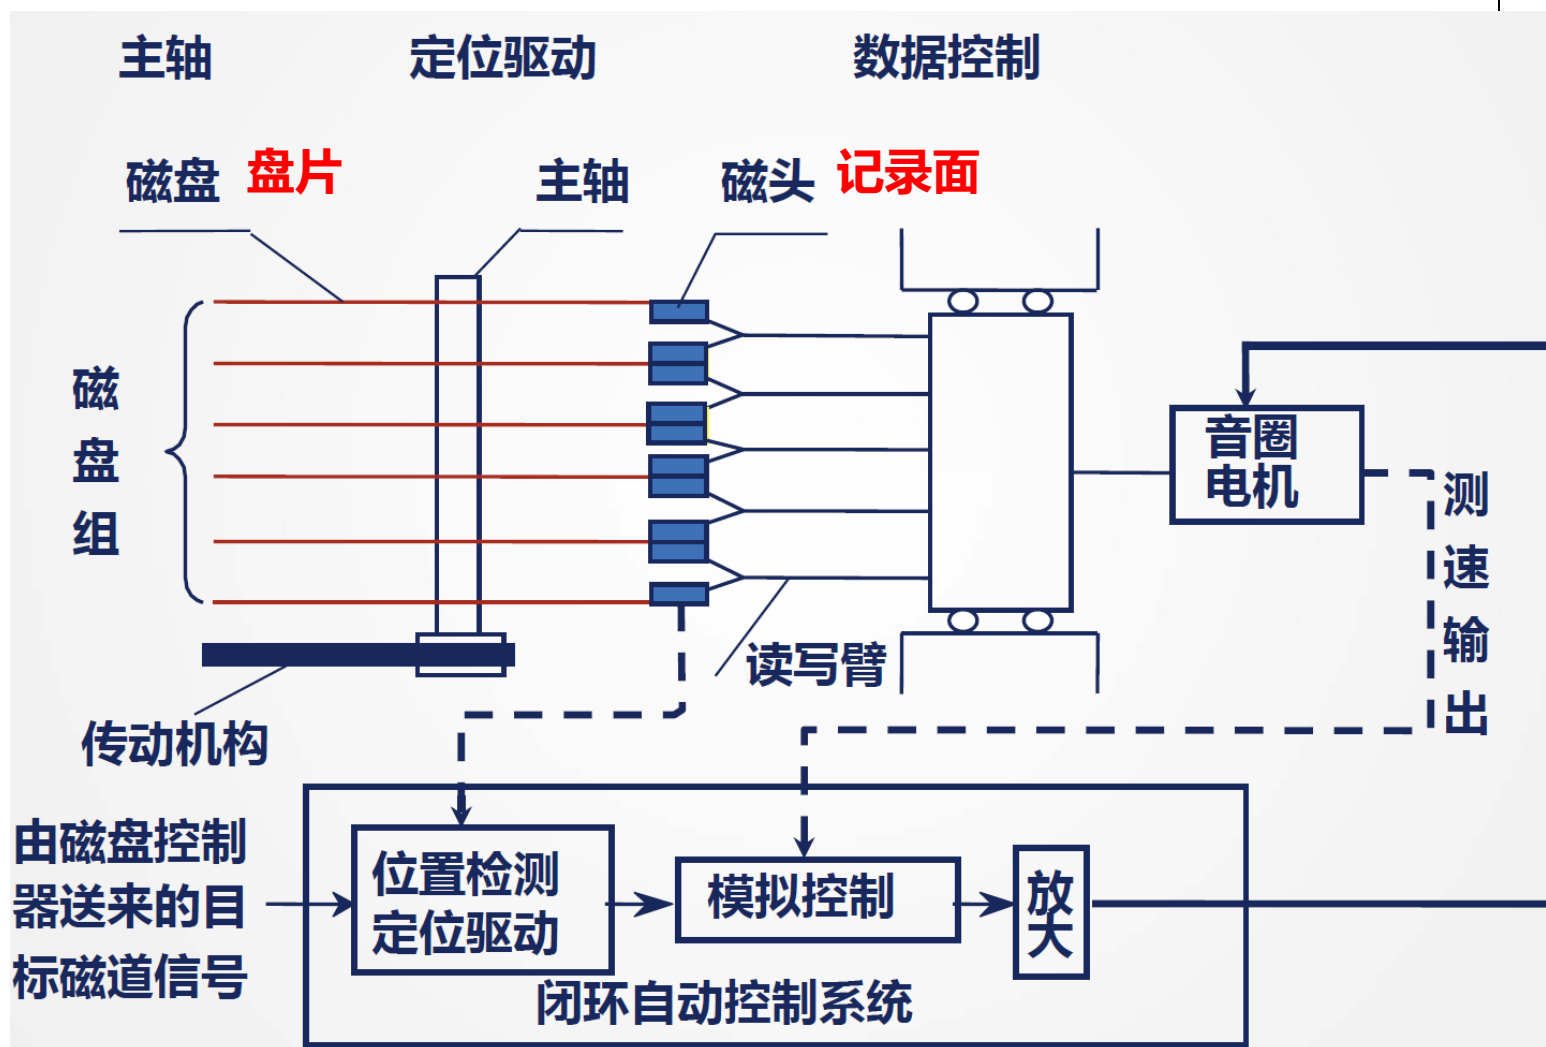 主轴 定位驱动 数据控制
磁盘 盘片 主轴 磁头 记录面
磁
盘
组
音圈
电机
测
速
输
出
读写臂
传动机构
由磁盘控制
器送来的目
标磁道信号
位置检测
定位驱动
模拟控制
放
大
闭环自动控制系统